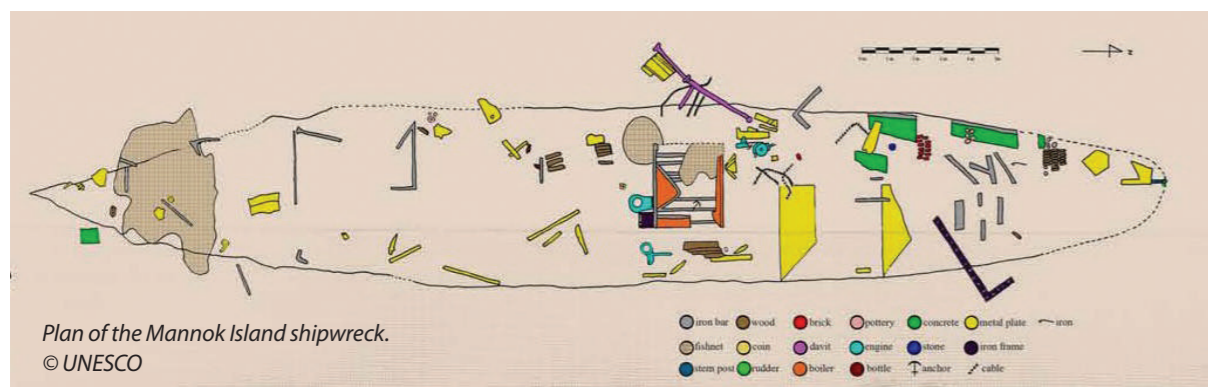 N
iron bar wood brick pottery concrete metal plate iron
fishnet coin davit engine stone iron frame
stem post rudder boiler bottle anchor cable
Plan of the Mannok Island shipwreck.
© UNESCO